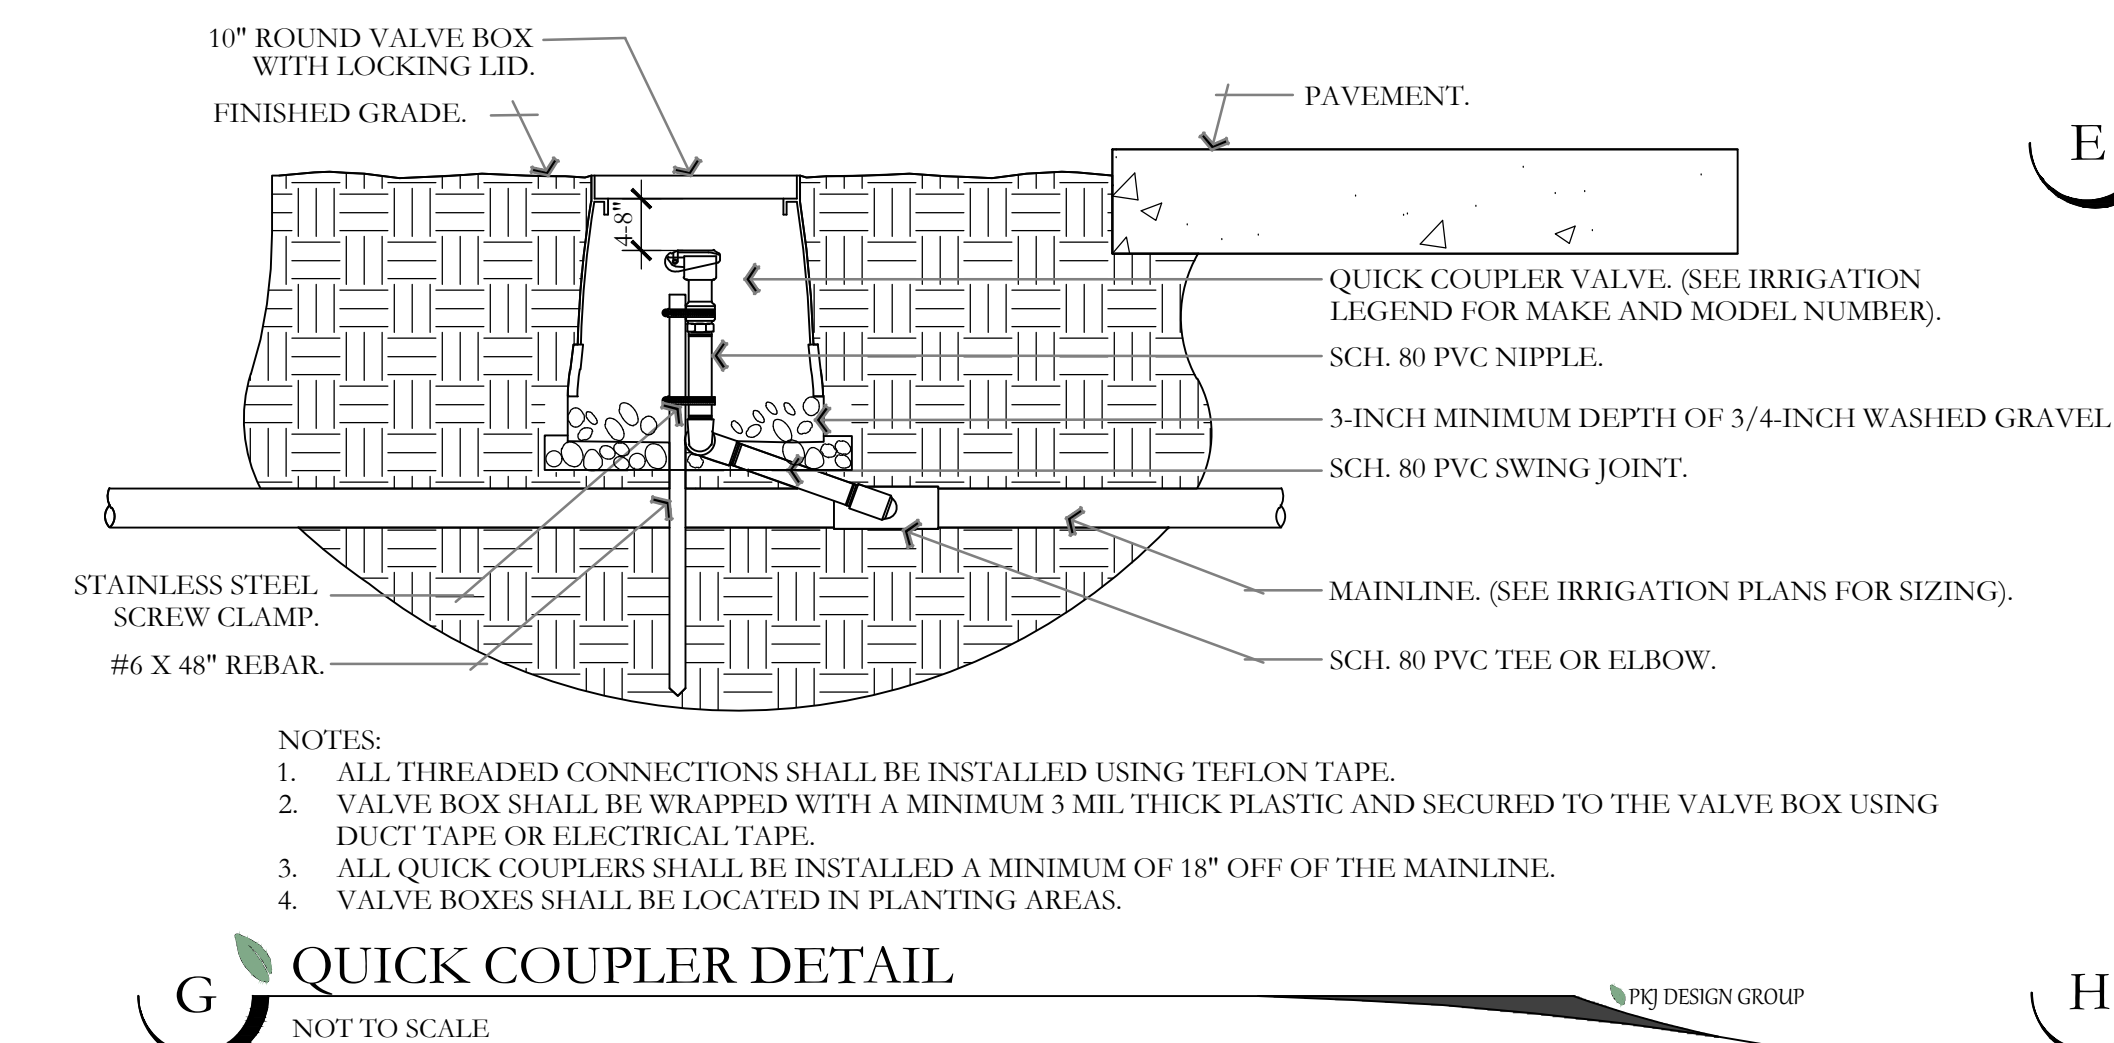 10" ROUND VALVE BOX
WITH LOCKING LID.
FINISHED GRADE.
PAVEMENT.
E
4-8"
QUICK COUPLER VALVE. (SEE IRRIGATION
LEGEND FOR MAKE AND MODEL NUMBER).
SCH. 80 PVC NIPPLE.
3-INCH MINIMUM DEPTH OF 3/4-INCH WASHED GRAVEL
SCH. 80 PVC SWING JOINT.
STAINLESS STEEL
SCREW CLAMP.
#6 X 48" REBAR.
MAINLINE. (SEE IRRIGATION PLANS FOR SIZING).
SCH. 80 PVC TEE OR ELBOW.
NOTES:
1. ALL THREADED CONNECTIONS SHALL BE INSTALLED USING TEFLON TAPE.
2. VALVE BOX SHALL BE WRAPPED WITH A MINIMUM 3 MIL THICK PLASTIC AND SECURED TO THE VALVE BOX USING
DUCT TAPE OR ELECTRICAL TAPE.
3. ALL QUICK COUPLERS SHALL BE INSTALLED A MINIMUM OF 18" OFF OF THE MAINLINE.
4. VALVE BOXES SHALL BE LOCATED IN PLANTING AREAS.
G
QUICK COUPLER DETAIL
PKJ DESIGN GROUP
H
NOT TO SCALE